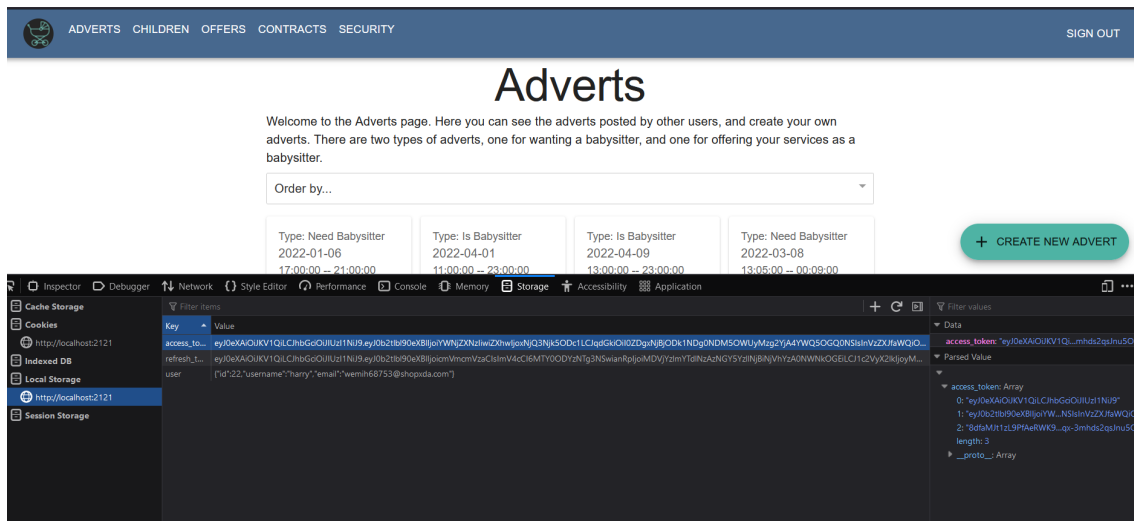 ADVERTS CHILDREN OFFERS CONTRACTS SECURITY
SIGN OUT
Adverts
Welcome to the Adverts page. Here you can see the
adverts posted by other users, and create your own
adverts. There are two types of adverts, one for wanting
a babysitter, and one for offering your services as a
babysitter.
Order by...
Type: Need Babysitter
2022-01-06
17:00:00 -- 21:00:00
Type: Is Babysitter
2022-04-01
11:00:00 -- 23:00:00
Type: Is Babysitter
2022-04-09
13:00:00 -- 23:00:00
Type: Need Babysitter
2022-03-08
13:05:00 -- 00:09:00
+ CREATE NEW ADVERT
Inspector Debugger Network {} Style Editor Performance Console Memory Storage Accessibility Application
Cache Storage
Cookies
http://localhost:2121
Indexed DB
Local Storage
http://localhost:2121
Session Storage
Filter items
Key Value
access_to...
refresh_t...
user {"id":22,"username":"harry","email":"wemih68753@shopxda.com"}
Filter values
Data
access_token:
Parsed Value
access_token: Array
0: "eyJ0eXAiOiJKV1QiLCJhbGciOiJIUzI1NiJ9"
1:
2:
length: 3
__proto__: Array